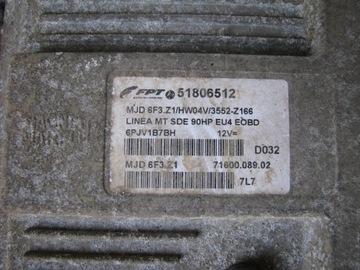 FPT 51806512
MJD 6F3.Z1/HW04V/3552-Z166
LINEA MT SDE 90HP EU4 EOBD
6PJV1B7BH 12V=
D032
MJD 6F3.Z1 71600.089.02
7L7